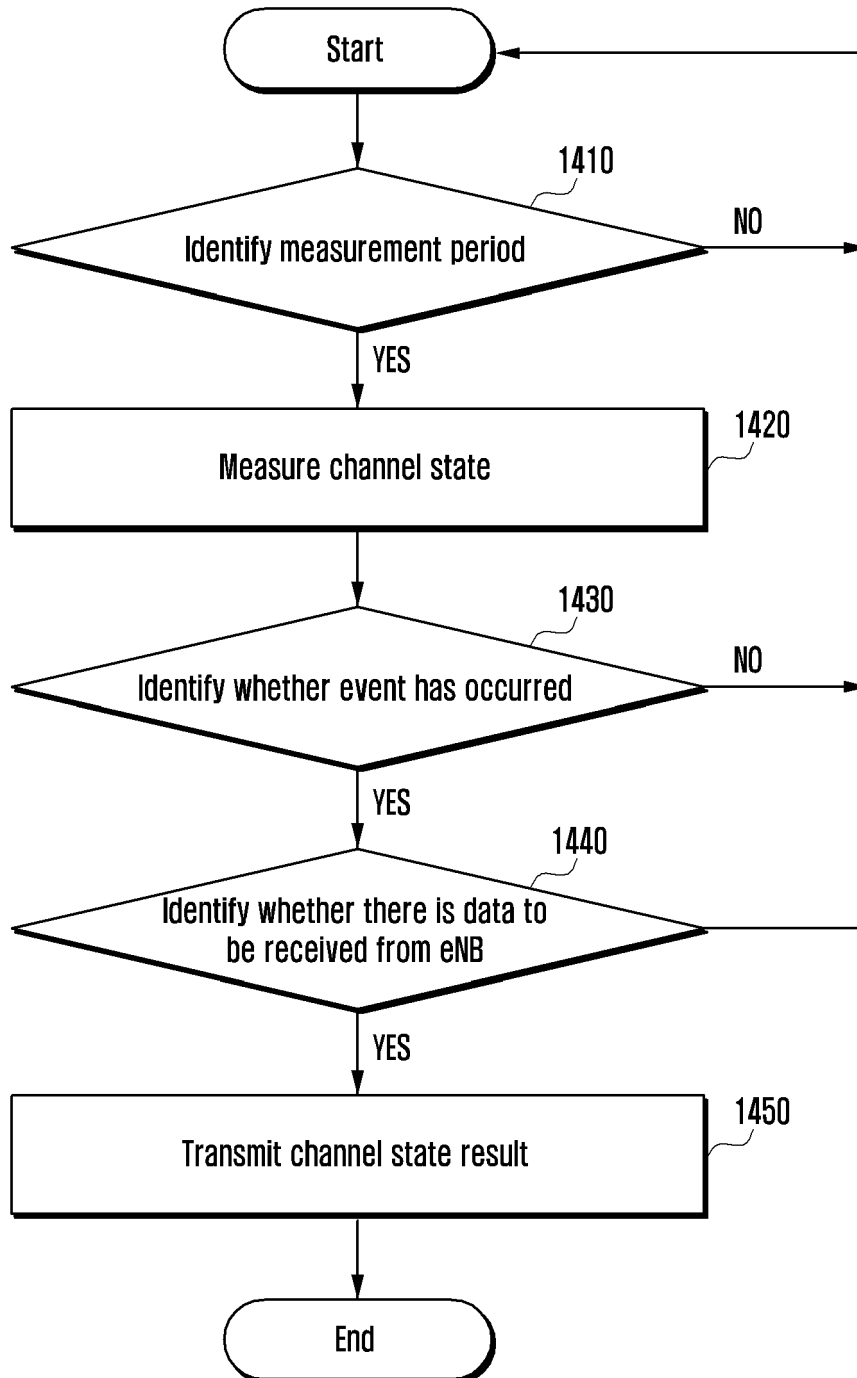 Start
1410
Identify measurement period
NO
YES
1420
Measure channel state
1430
Identify whether event has occurred
NO
YES
1440
Identify whether there is data to
be received from eNB
YES
1450
Transmit channel state result
End